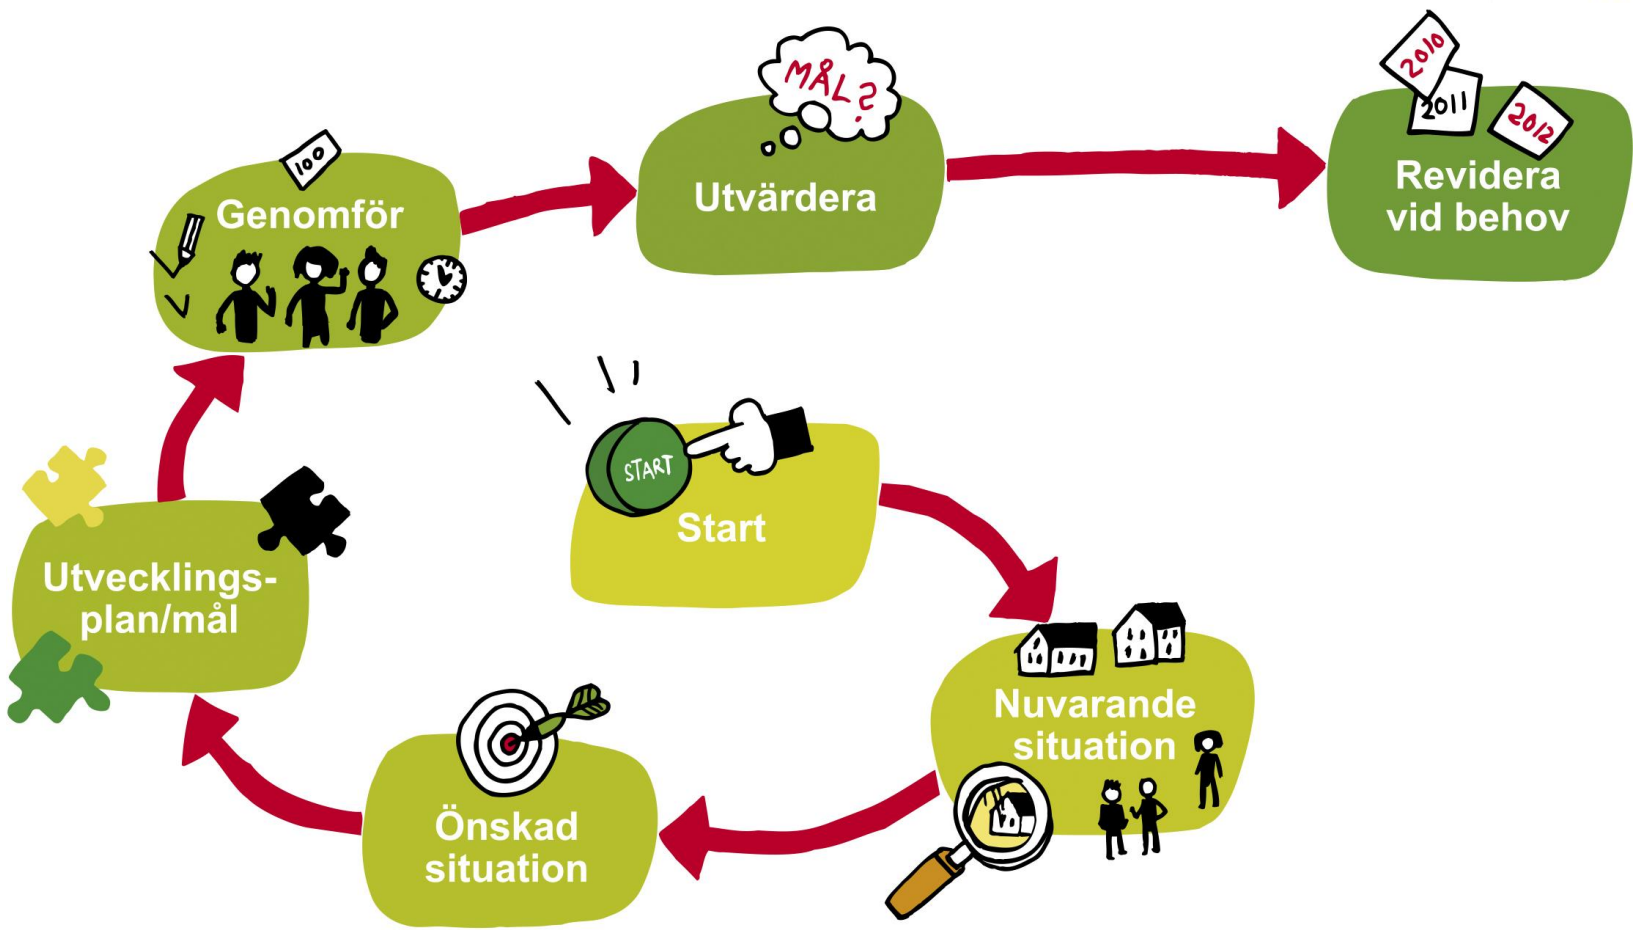 START
Start
Nuvarande
situation
Önskad
situation
Utvecklings-
plan/mål
100
Genomför
MÅL?
Utvärdera
2010
2011
2012
Revidera
vid behov